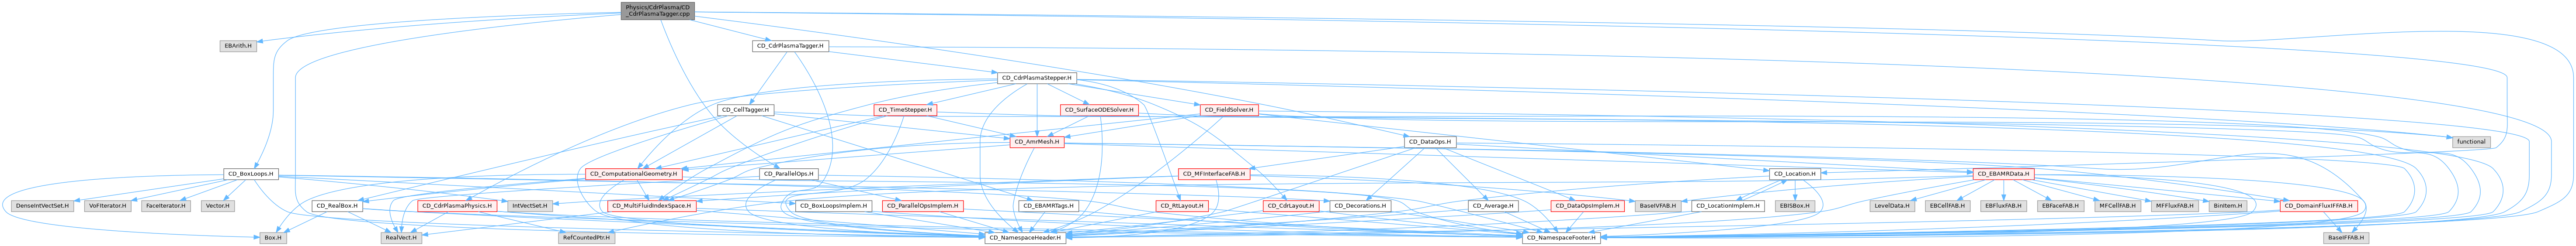 Physics/CdrPlasma/CD
_CdrPlasmaTagger.cpp
EBArith.H
CD_CdrPlasmaTagger.H
CD_CdrPlasmaStepper.H
CD_CellTagger.H
CD_TimeStepper.H
CD_SurfaceODESolver.H
CD_FieldSolver.H
CD_AmrMesh.H
CD_DataOps.H
functional
CD_BoxLoops.H
CD_ComputationalGeometry.H
CD_ParallelOps.H
CD_MFInterfaceFAB.H
CD_Location.H
CD_EBAMRData.H
DenseIntVectSet.H
VoFIterator.H
FaceIterator.H
Vector.H
CD_RealBox.H
CD_CdrPlasmaPhysics.H
IntVectSet.H
CD_MultiFluidIndexSpace.H
CD_BoxLoopsImplem.H
CD_ParallelOpsImplem.H
CD_EBAMRTags.H
CD_RtLayout.H
CD_CdrLayout.H
CD_Decorations.H
CD_Average.H
CD_DataOpsImplem.H
BaseIVFAB.H
CD_LocationImplem.H
EBISBox.H
LevelData.H
EBCellFAB.H
EBFluxFAB.H
EBFaceFAB.H
MFCellFAB.H
MFFluxFAB.H
BinItem.H
CD_DomainFluxIFFAB.H
Box.H
RealVect.H
RefCountedPtr.H
CD_NamespaceHeader.H
CD_NamespaceFooter.H
BaseIFFAB.H